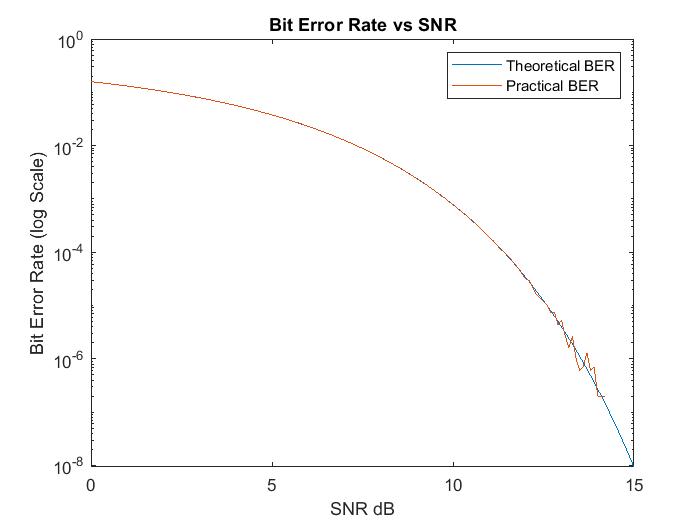 Bit Error Rate vs SNR
10^0
Theoretical BER
Practical BER
10^-2
10^-4
10^-6
10^-8
Bit Error Rate (log Scale)
0 5 10 15
SNR dB